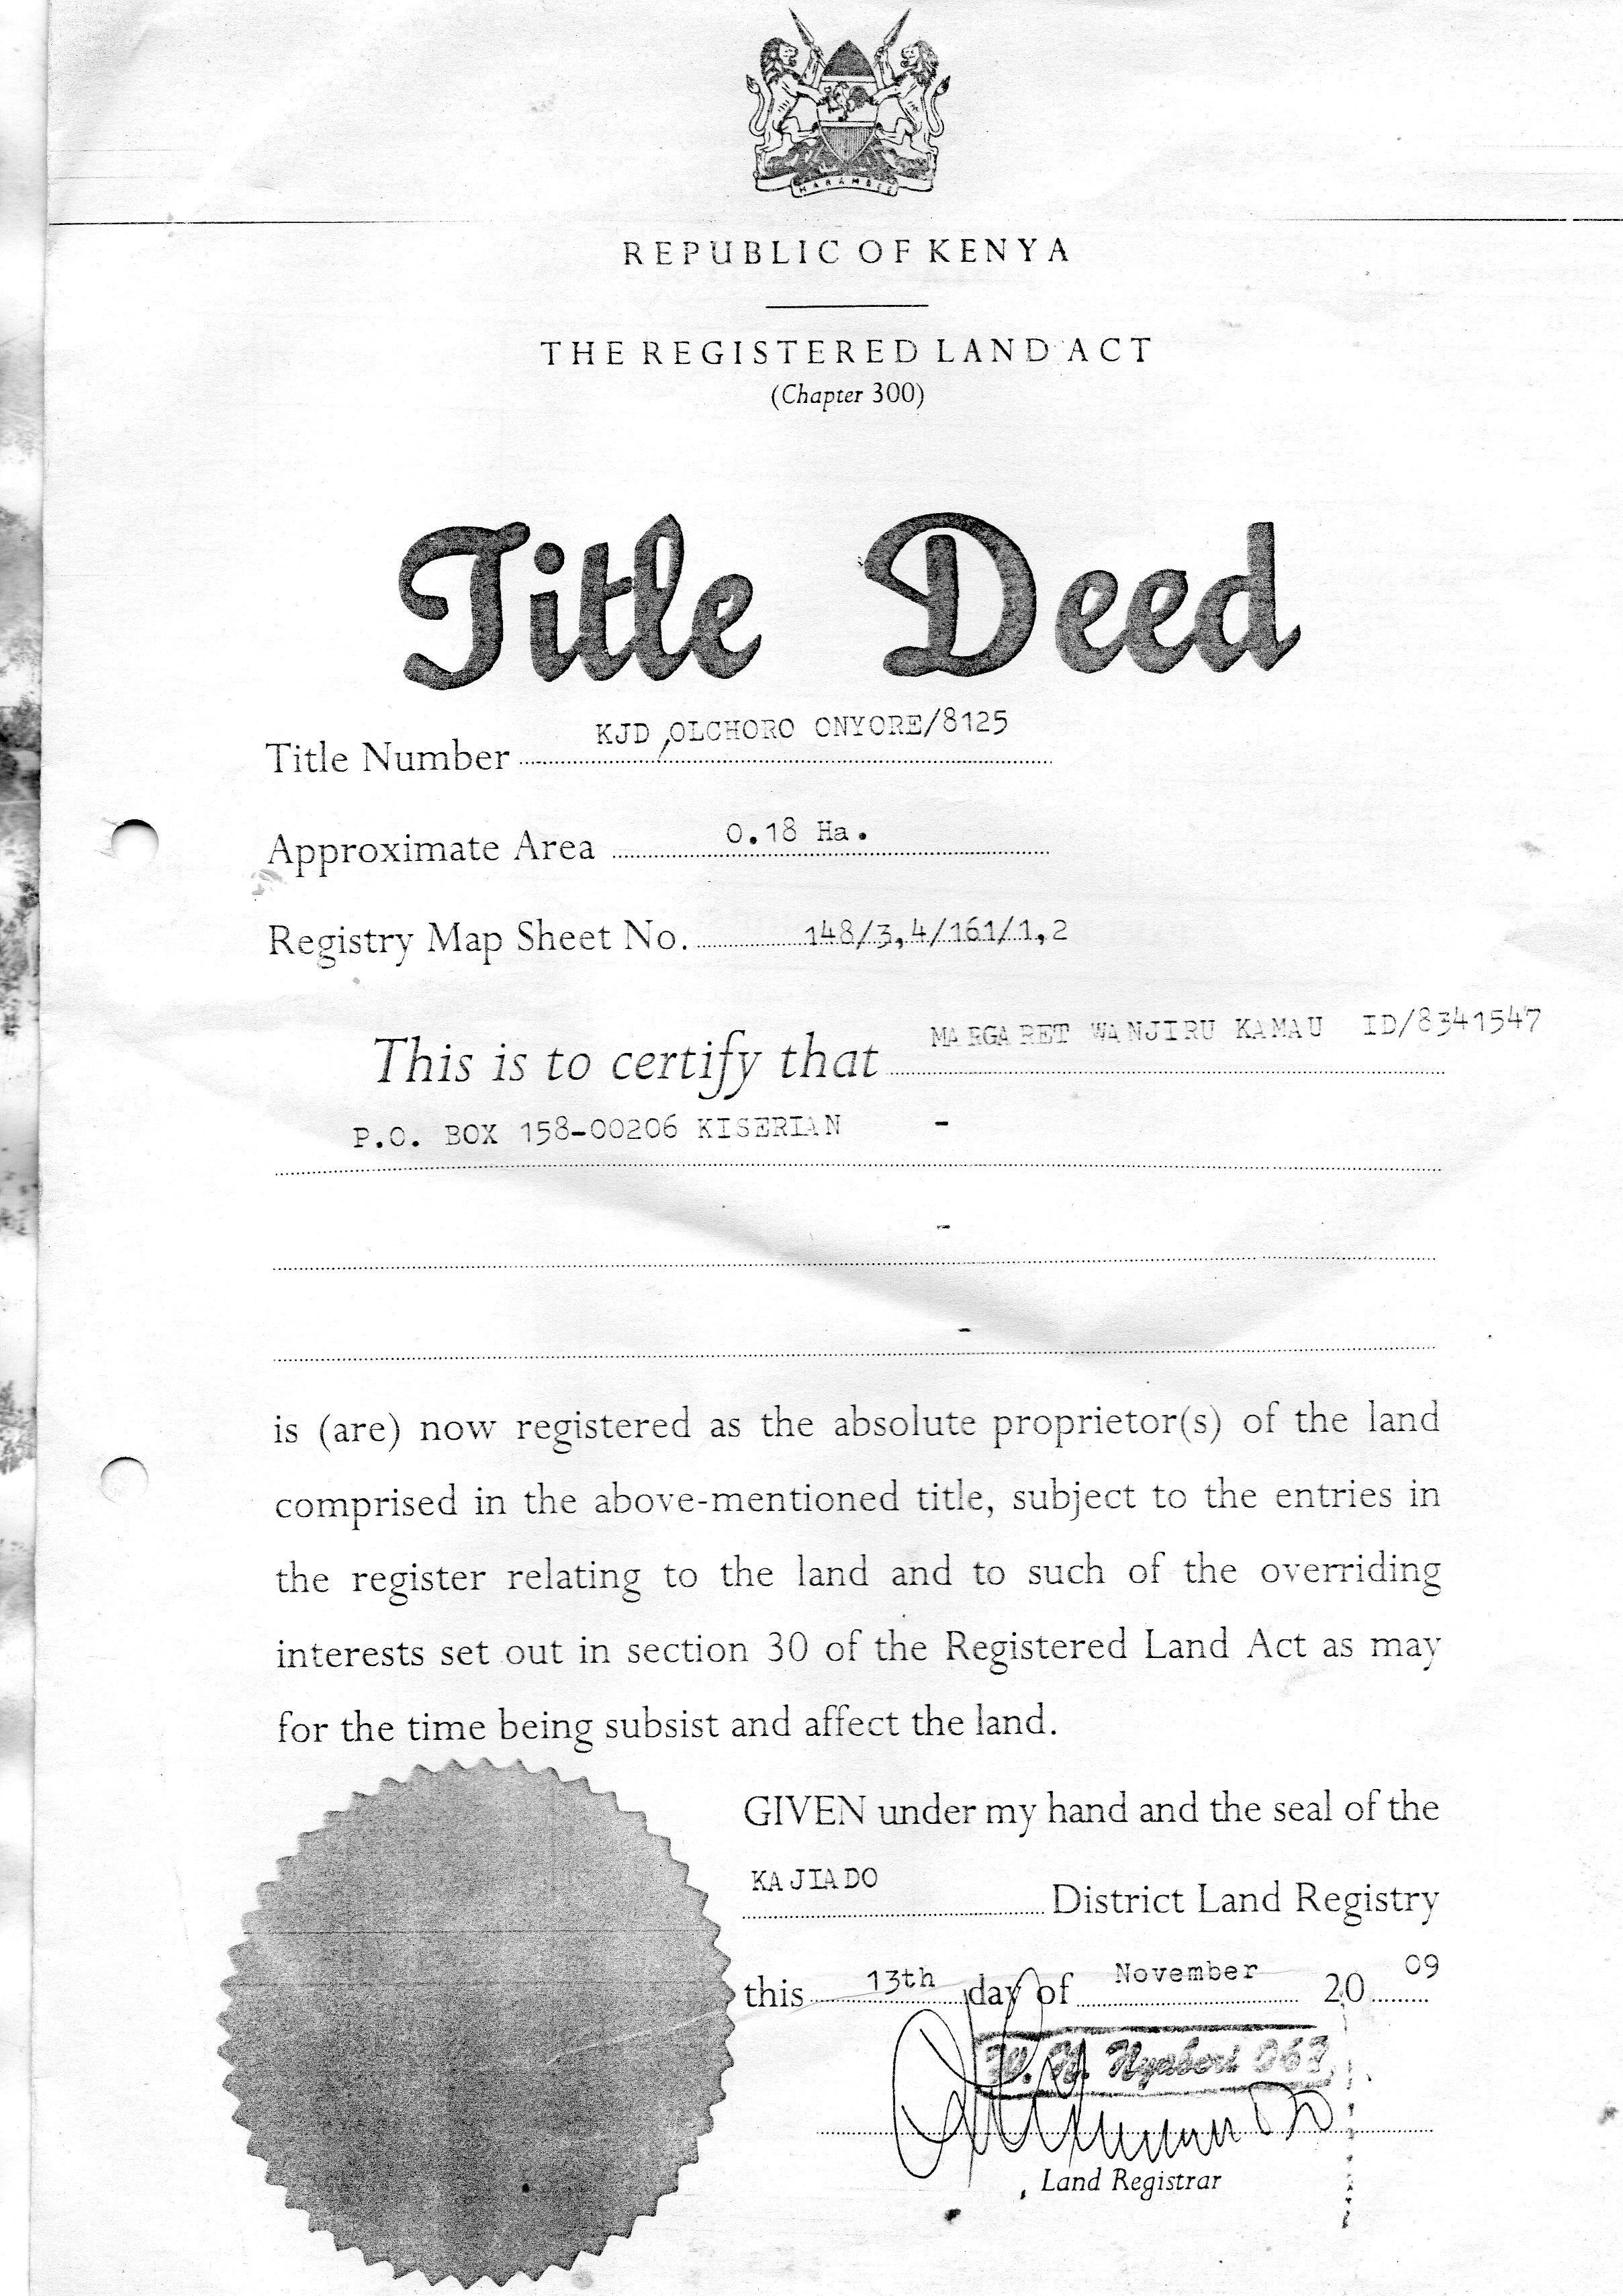 HARAMBEE
REPUBLIC OF KENYA
THE REGISTERED LAND ACT
(Chapter 300)
Title Deed
KJD/OLCHORO ONYORE/8125
Title Number
0.18 Ha.
Approximate Area
Registry Map Sheet No. 148/3,4/161/1,2
This is to certify that MARGARET WANJIRU KAMAU ID/8341547
P.O. BOX 158-00206 KISERIAN -
-
-
is (are) now registered as the absolute proprietor(s) of the land
comprised in the above-mentioned title, subject to the entries in
the register relating to the land and to such of the overriding
interests set out in section 30 of the Registered Land Act as may
for the time being subsist and affect the land.
GIVEN under my hand and the seal of the
KAJIADO District Land Registry
this 13th day of November 2009
Land Registrar